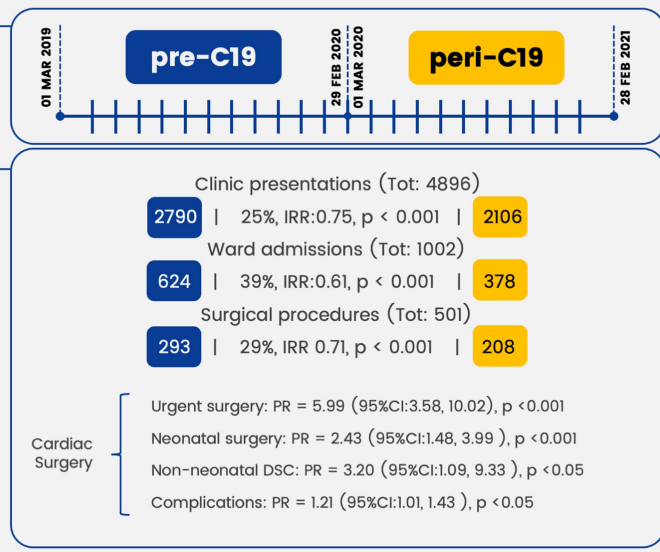 01 MAR 2019
pre-C19
29 FEB 2020
01 MAR 2020
peri-C19
28 FEB 2021
Clinic presentations (Tot: 4896)
2790 | 25%, IRR:0.75, p < 0.001 | 2106
Ward admissions (Tot: 1002)
624 | 39%, IRR:0.61, p < 0.001 | 378
Surgical procedures (Tot: 501)
293 | 29%, IRR 0.71, p < 0.001 | 208
Cardiac
Surgery
Urgent surgery: PR = 5.99 (95%CI:3.58, 10.02), p <0.001
Neonatal surgery: PR = 2.43 (95%CI:1.48, 3.99 ), p <0.001
Non-neonatal DSC: PR = 3.20 (95%CI:1.09, 9.33 ), p <0.05
Complications: PR = 1.21 (95%CI:1.01, 1.43 ), p <0.05